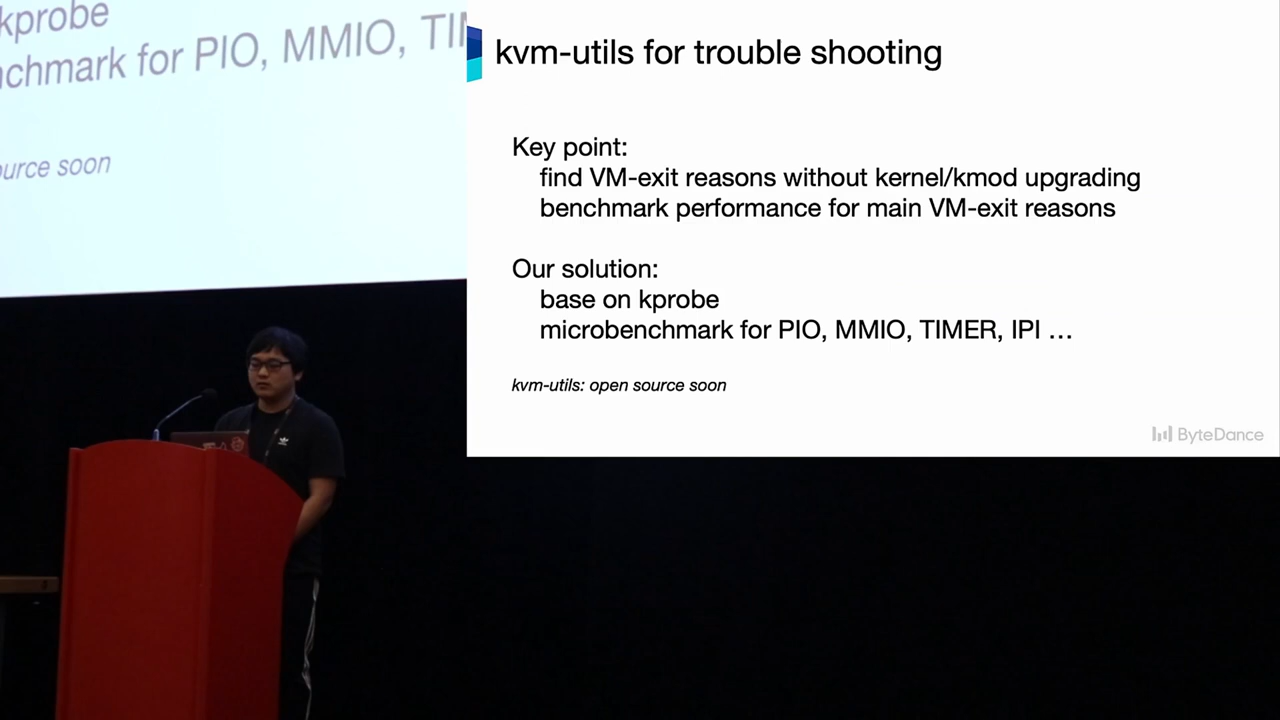 kprobe
chmark for PIO, MMIO, TI
urce soon
kvm-utils for trouble shooting
Key point:
find VM-exit reasons without kernel/kmod upgrading
benchmark performance for main VM-exit reasons
Our solution:
base on kprobe
microbenchmark for PIO, MMIO, TIMER, IPI …
kvm-utils: open source soon
ByteDance